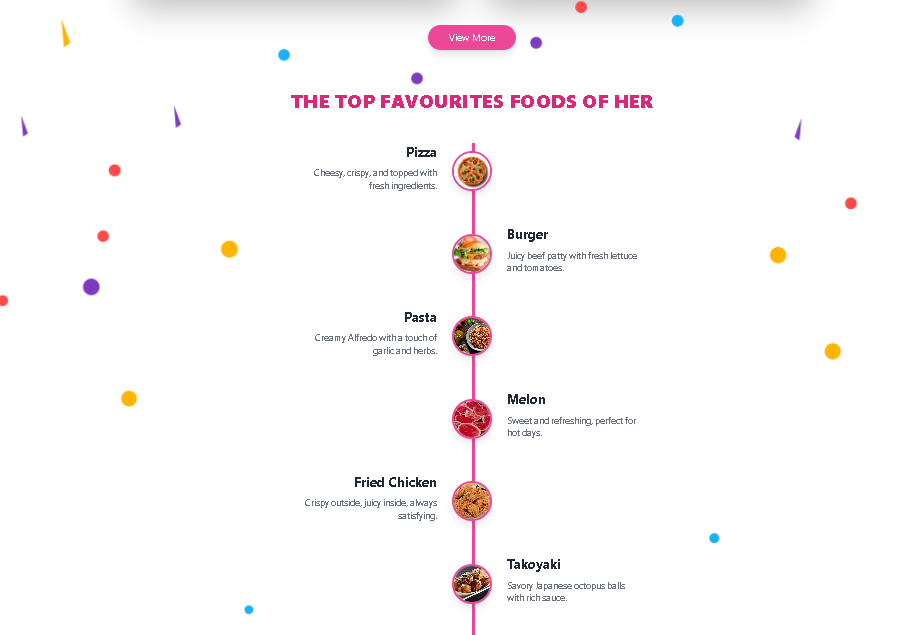 View More
THE TOP FAVOURITES FOODS OF HER
Pizza
Cheesy, crispy, and topped with
fresh ingredients.
Burger
Juicy beef patty with fresh lettuce
and tomatoes.
Pasta
Creamy Alfredo with a touch of
garlic and herbs.
Melon
Sweet and refreshing, perfect for
hot days.
Fried Chicken
Crispy outside, juicy inside, always
satisfying.
Takoyaki
Savory Japanese octopus balls
with rich sauce.